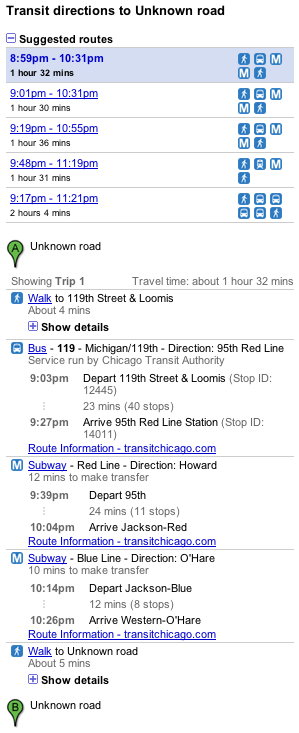 Transit directions to Unknown road
Suggested routes
8:59pm - 10:31pm
1 hour 32 mins
M
9:01pm - 10:31pm
1 hour 30 mins
M
9:19pm - 10:55pm
1 hour 36 mins
M
9:48pm - 11:19pm
1 hour 31 mins
M
9:17pm - 11:21pm
2 hours 4 mins
A Unknown road
Showing Trip 1 Travel time: about 1 hour 32 mins
Walk to 119th Street & Loomis
About 4 mins
Show details
Bus - 119 - Michigan/119th - Direction: 95th Red Line
Service run by Chicago Transit Authority
9:03pm Depart 119th Street & Loomis (Stop ID:
12445)
23 mins (40 stops)
9:27pm Arrive 95th Red Line Station (Stop ID:
14011)
Route Information - transitchicago.com
M Subway - Red Line - Direction: Howard
12 mins to make transfer
9:39pm Depart 95th
24 mins (11 stops)
10:04pm Arrive Jackson-Red
Route Information - transitchicago.com
M Subway - Blue Line - Direction: O'Hare
10 mins to make transfer
10:14pm Depart Jackson-Blue
12 mins (8 stops)
10:26pm Arrive Western-O'Hare
Route Information - transitchicago.com
Walk to Unknown road
About 5 mins
Show details
B Unknown road